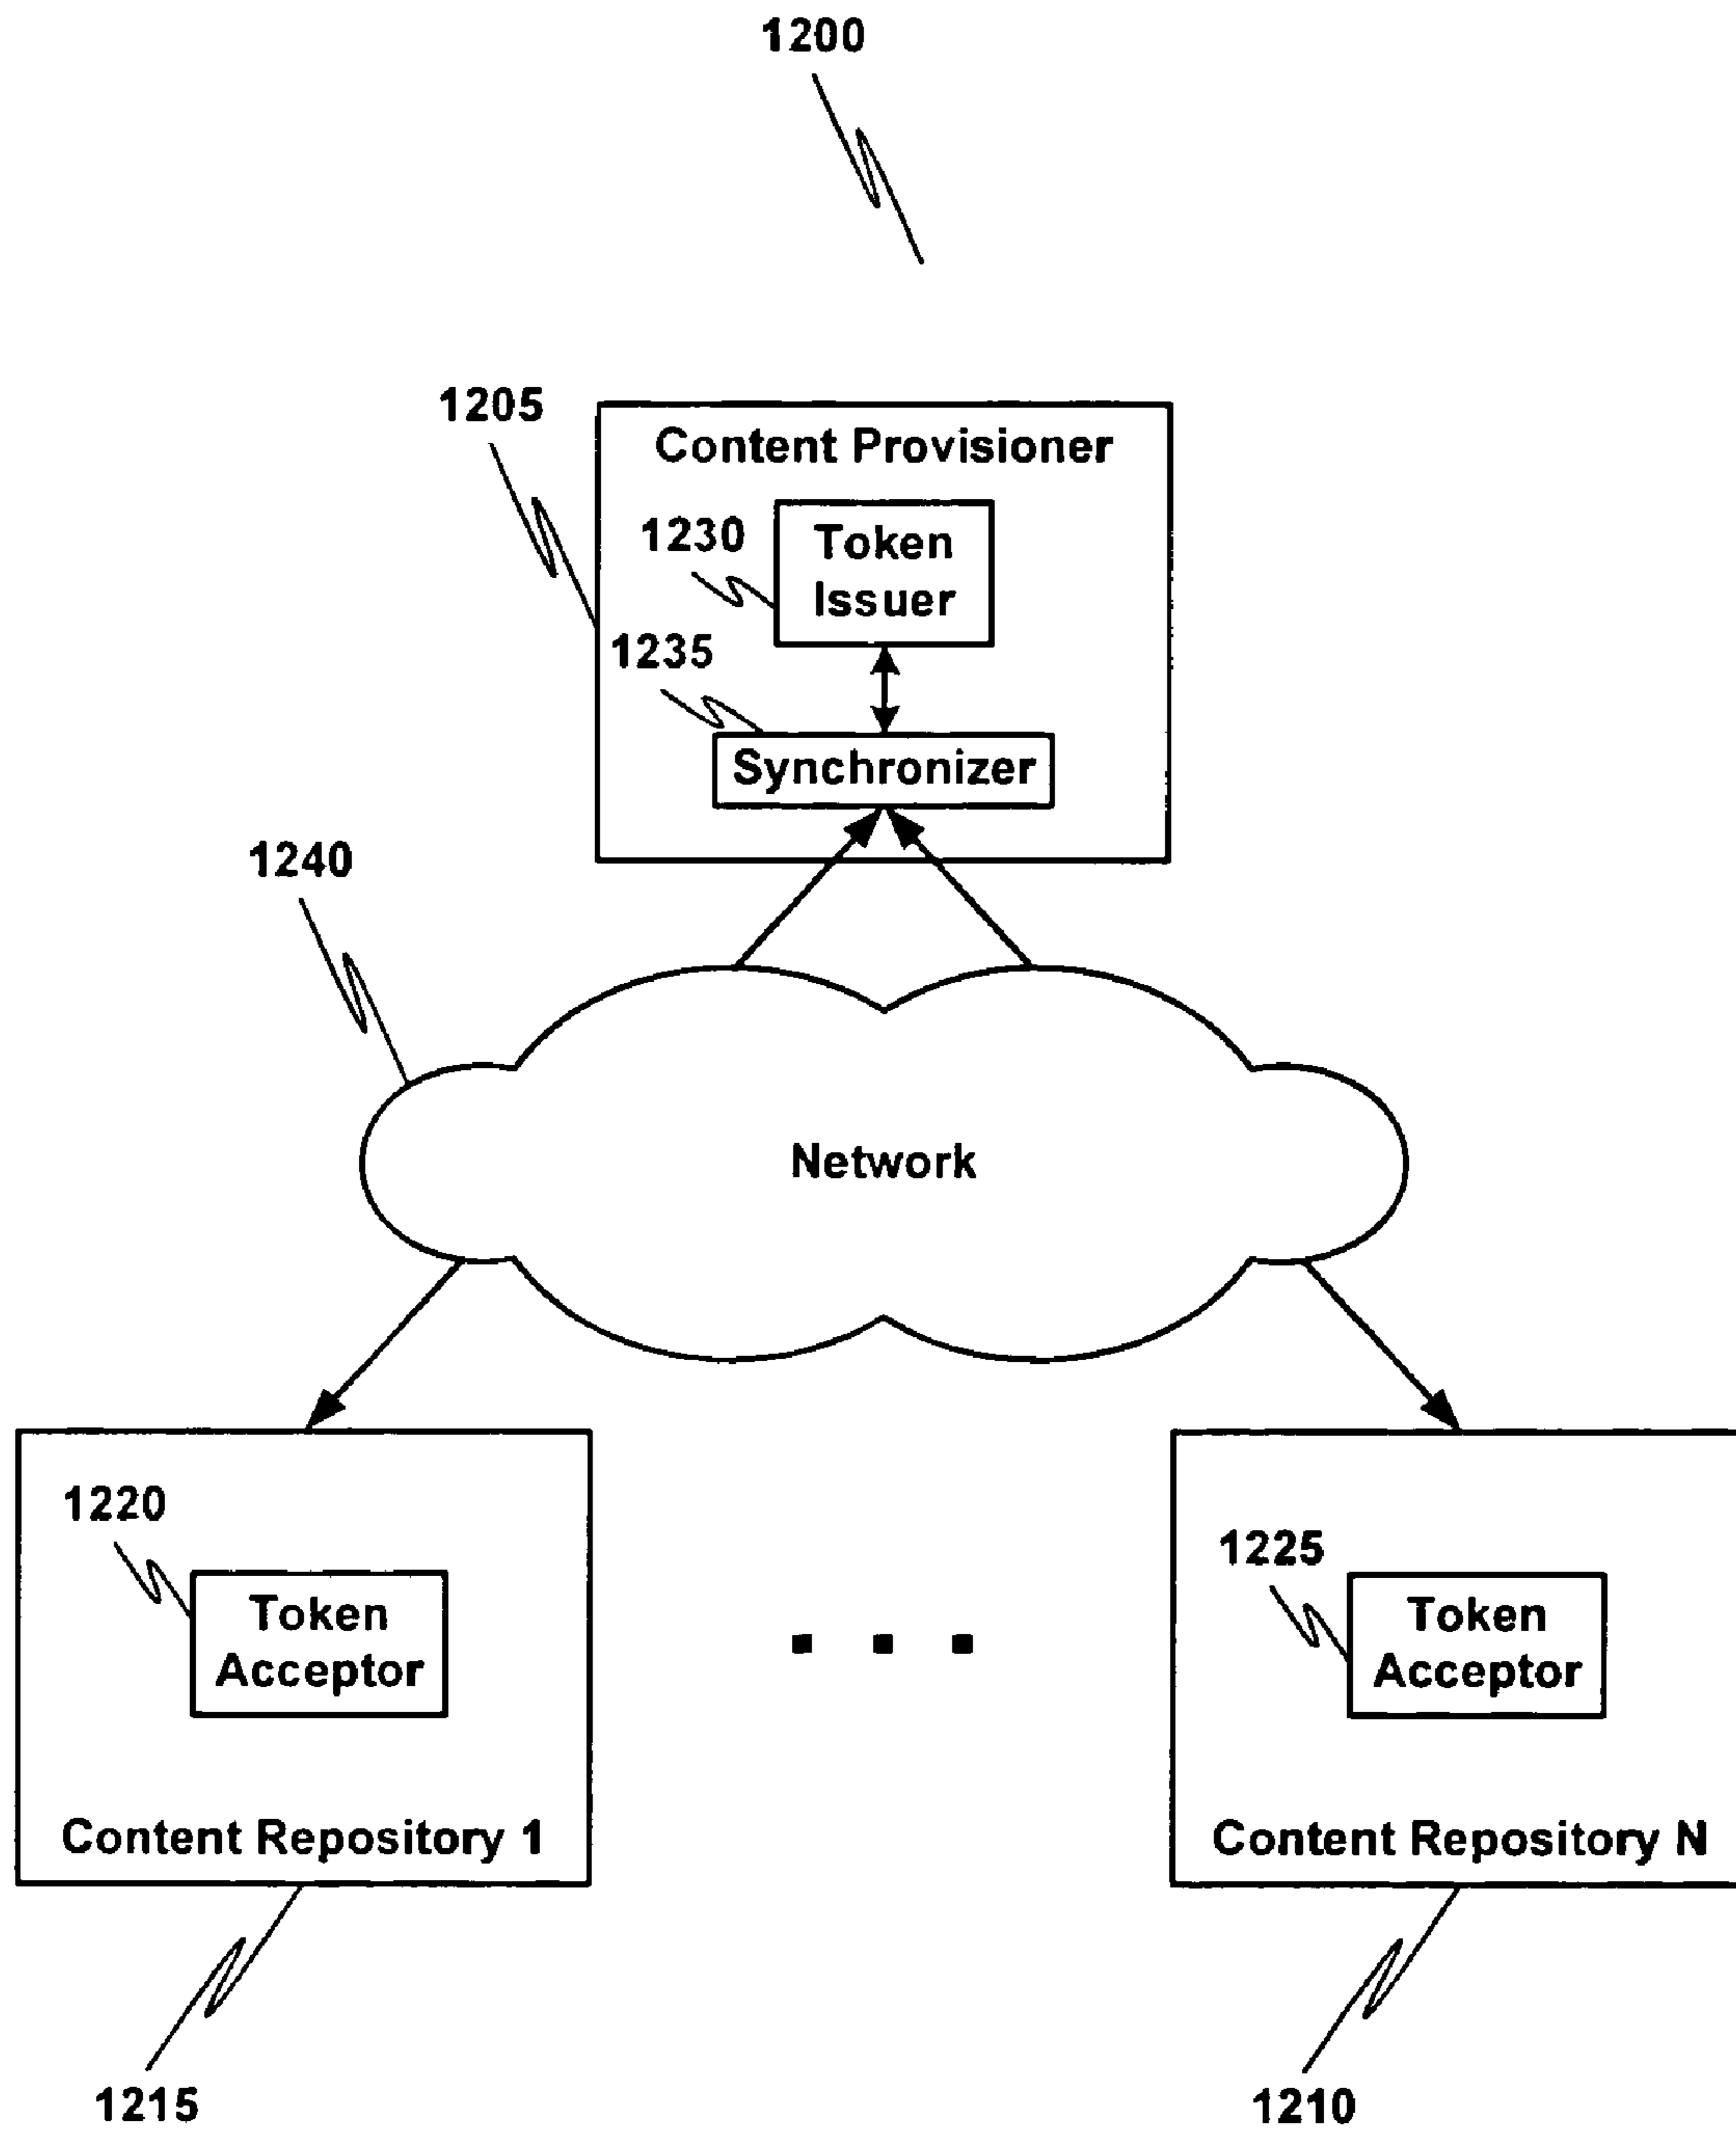 1200
1205
Content Provisioner
1230
Token
Issuer
1235
Synchronizer
1240
Network
1220
Token
Acceptor
Content Repository 1
1225
Token
Acceptor
Content Repository N
1215
1210